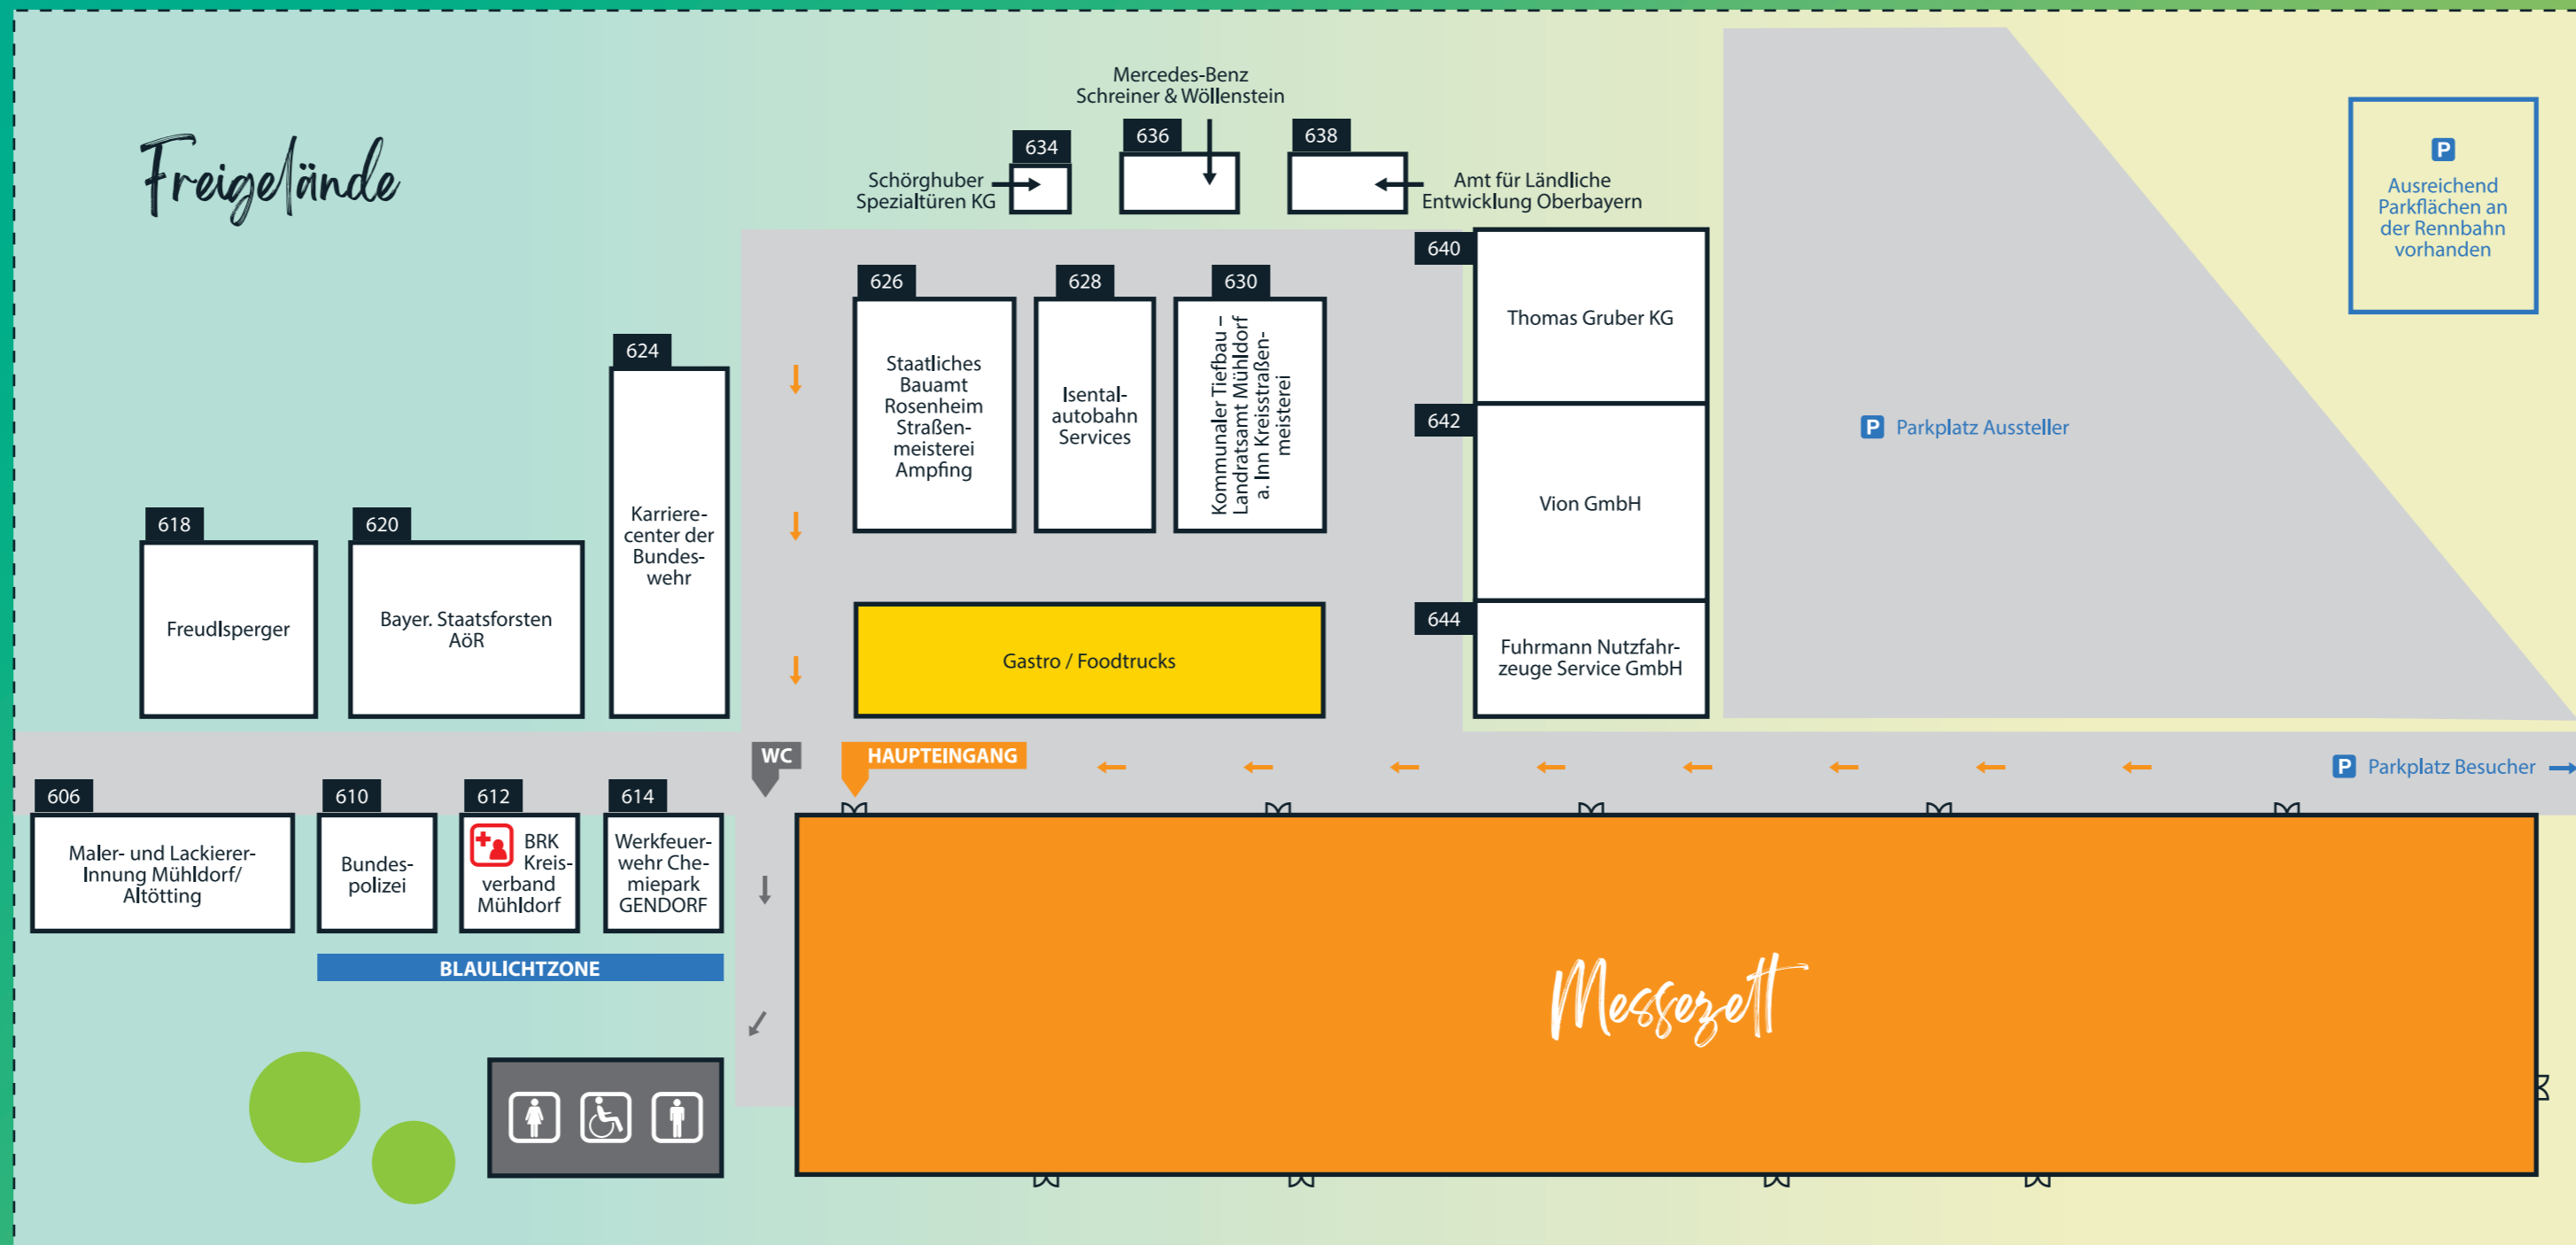 Freigelände
Mercedes-Benz
Schreiner & Wöllenstein
634
636
638
Schörghuber
Spezialtüren KG
Amt für Ländliche
Entwicklung Oberbayern
P
Ausreichend
Parkflächen an
der Rennbahn
vorhanden
626
Staatliches
Bauamt
Rosenheim
Straßen-
meisterei
Ampfing
628
Isental-
autobahn
Services
630
Kommunaler Tiefbau –
Landratsamt Mühldorf
a. Inn Kreisstraßen-
meisterei
640
Thomas Gruber KG
642
Vion GmbH
644
Fuhrmann Nutzfahr-
zeuge Service GmbH
P Parkplatz Aussteller
624
Karriere-
center der
Bundes-
wehr
618
Freudlsperger
620
Bayer. Staatsforsten
AöR
Gastro / Foodtrucks
WC
HAUPTEINGANG
P Parkplatz Besucher
606
Maler- und Lackierer-
Innung Mühldorf/
Altötting
610
Bundes-
polizei
612
BRK
Kreis-
verband
Mühldorf
614
Werkfeuer-
wehr Che-
miepark
GENDORF
BLAULICHTZONE
Messezelt